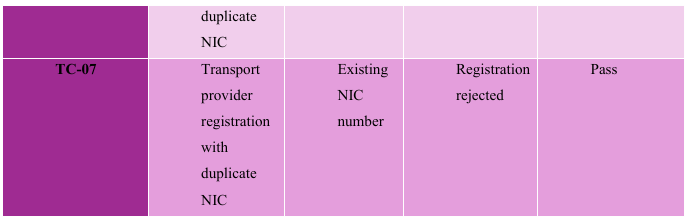 duplicate
NIC
TC-07 Transport Existing Registration Pass
provider NIC rejected
registration number
with
duplicate
NIC